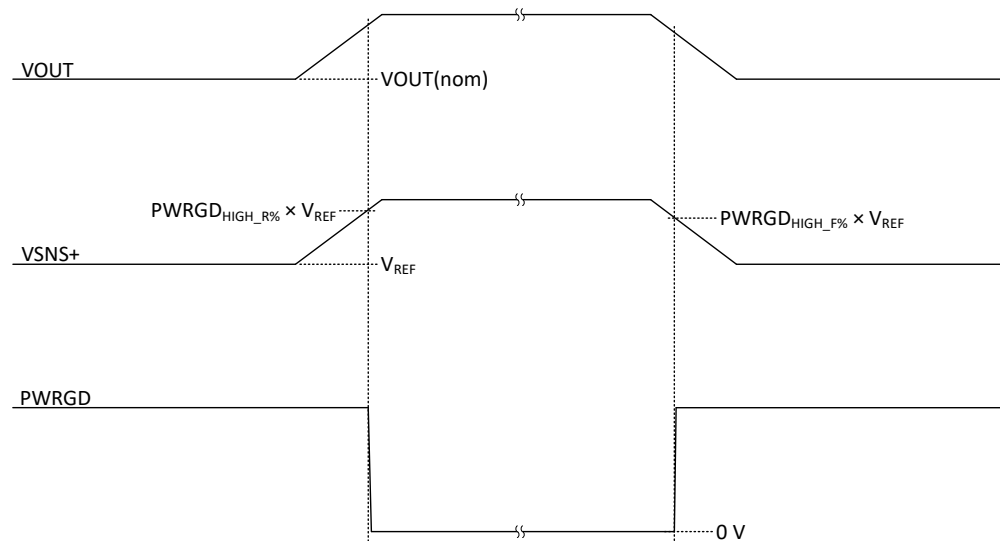 VOUT
VOUT(nom)
PWRGD_HIGH_R% × V_REF
PWRGD_HIGH_F% × V_REF
VSNS+
V_REF
PWRGD
0 V